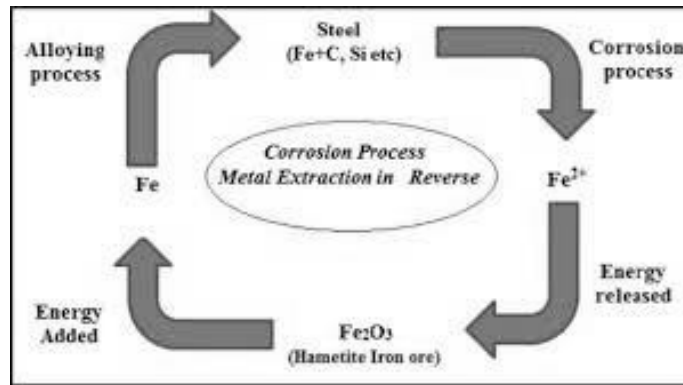 Steel
(Fe+C, Si etc)
Alloying
process
Corrosion
process
Corrosion Process
Metal Extraction in Reverse
Fe
Fe²⁺
Energy
released
Energy
Added
Fe₂O₃
(Hametite Iron ore)